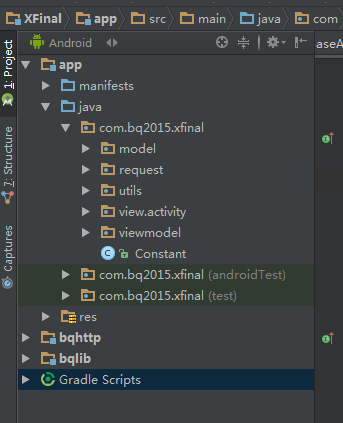 XFinal app src main java com
Android aseA
app
manifests
java
com.bq2015.xfinal
model
request
utils
view.activity
viewmodel
Constant
com.bq2015.xfinal (androidTest)
com.bq2015.xfinal (test)
res
bqhttp
bqlib
Gradle Scripts
1: Project
7: Structure
Captures